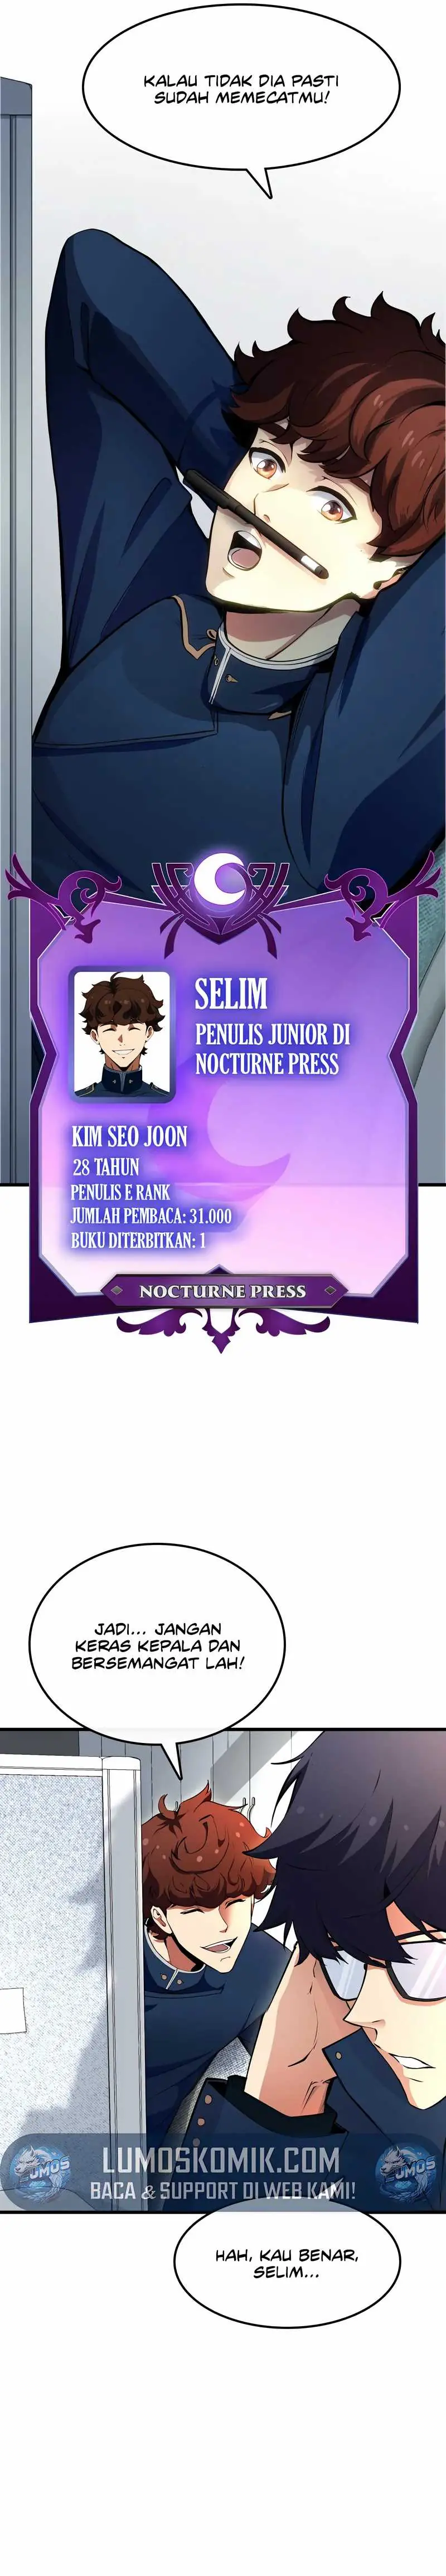 KALAU TIDAK DIA PASTI
SUDAH MEMECATMU!
SELIM
PENULIS JUNIOR DI
NOCTURNE PRESS
KIM SEO JOON
28 TAHUN
PENULIS E RANK
JUMLAH PEMBACA: 31.000
BUKU DITERBITKAN: 1
NOCTURNE PRESS
JADI... JANGAN
KERAS KEPALA DAN
BERSEMANGAT LAH!
LUMOSKOMIK.COM
BACA & SUPPORT DI WEB KAMI!
HAH, KAU BENAR,
SELIM...